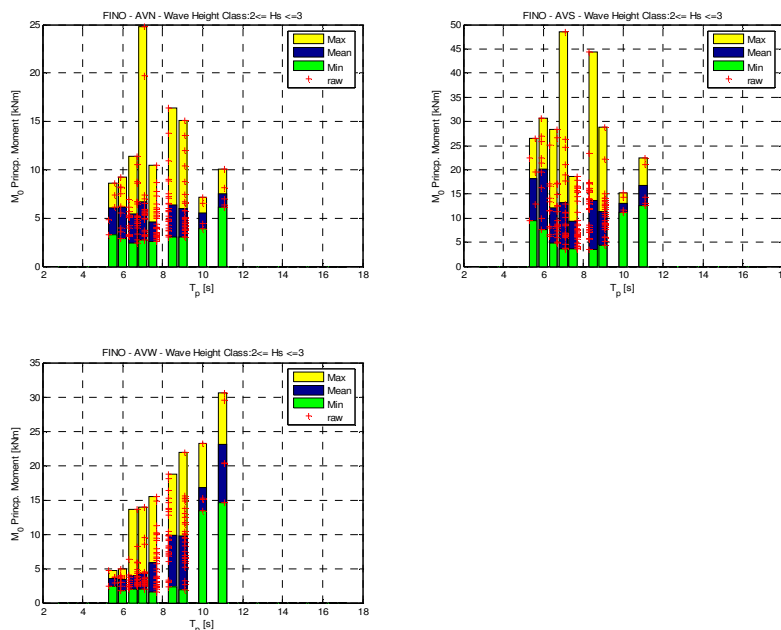 FINO - AVN - Wave Height Class:2<= Hs <=3
25
20
15
10
5
0
M0 Princp. Moment [kNm]
Max
Mean
Min
raw
2 4 6 8 10 12 14 16 18
Tp [s]
FINO - AVS - Wave Height Class:2<= Hs <=3
50
45
40
35
30
25
20
15
10
5
0
M0 Princp. Moment [kNm]
Max
Mean
Min
raw
2 4 6 8 10 12 14 16 18
Tp [s]
FINO - AVW - Wave Height Class:2<= Hs <=3
35
30
25
20
15
10
5
0
M0 Princp. Moment [kNm]
Max
Mean
Min
raw
2 4 6 8 10 12 14 16 18
Tp [s]